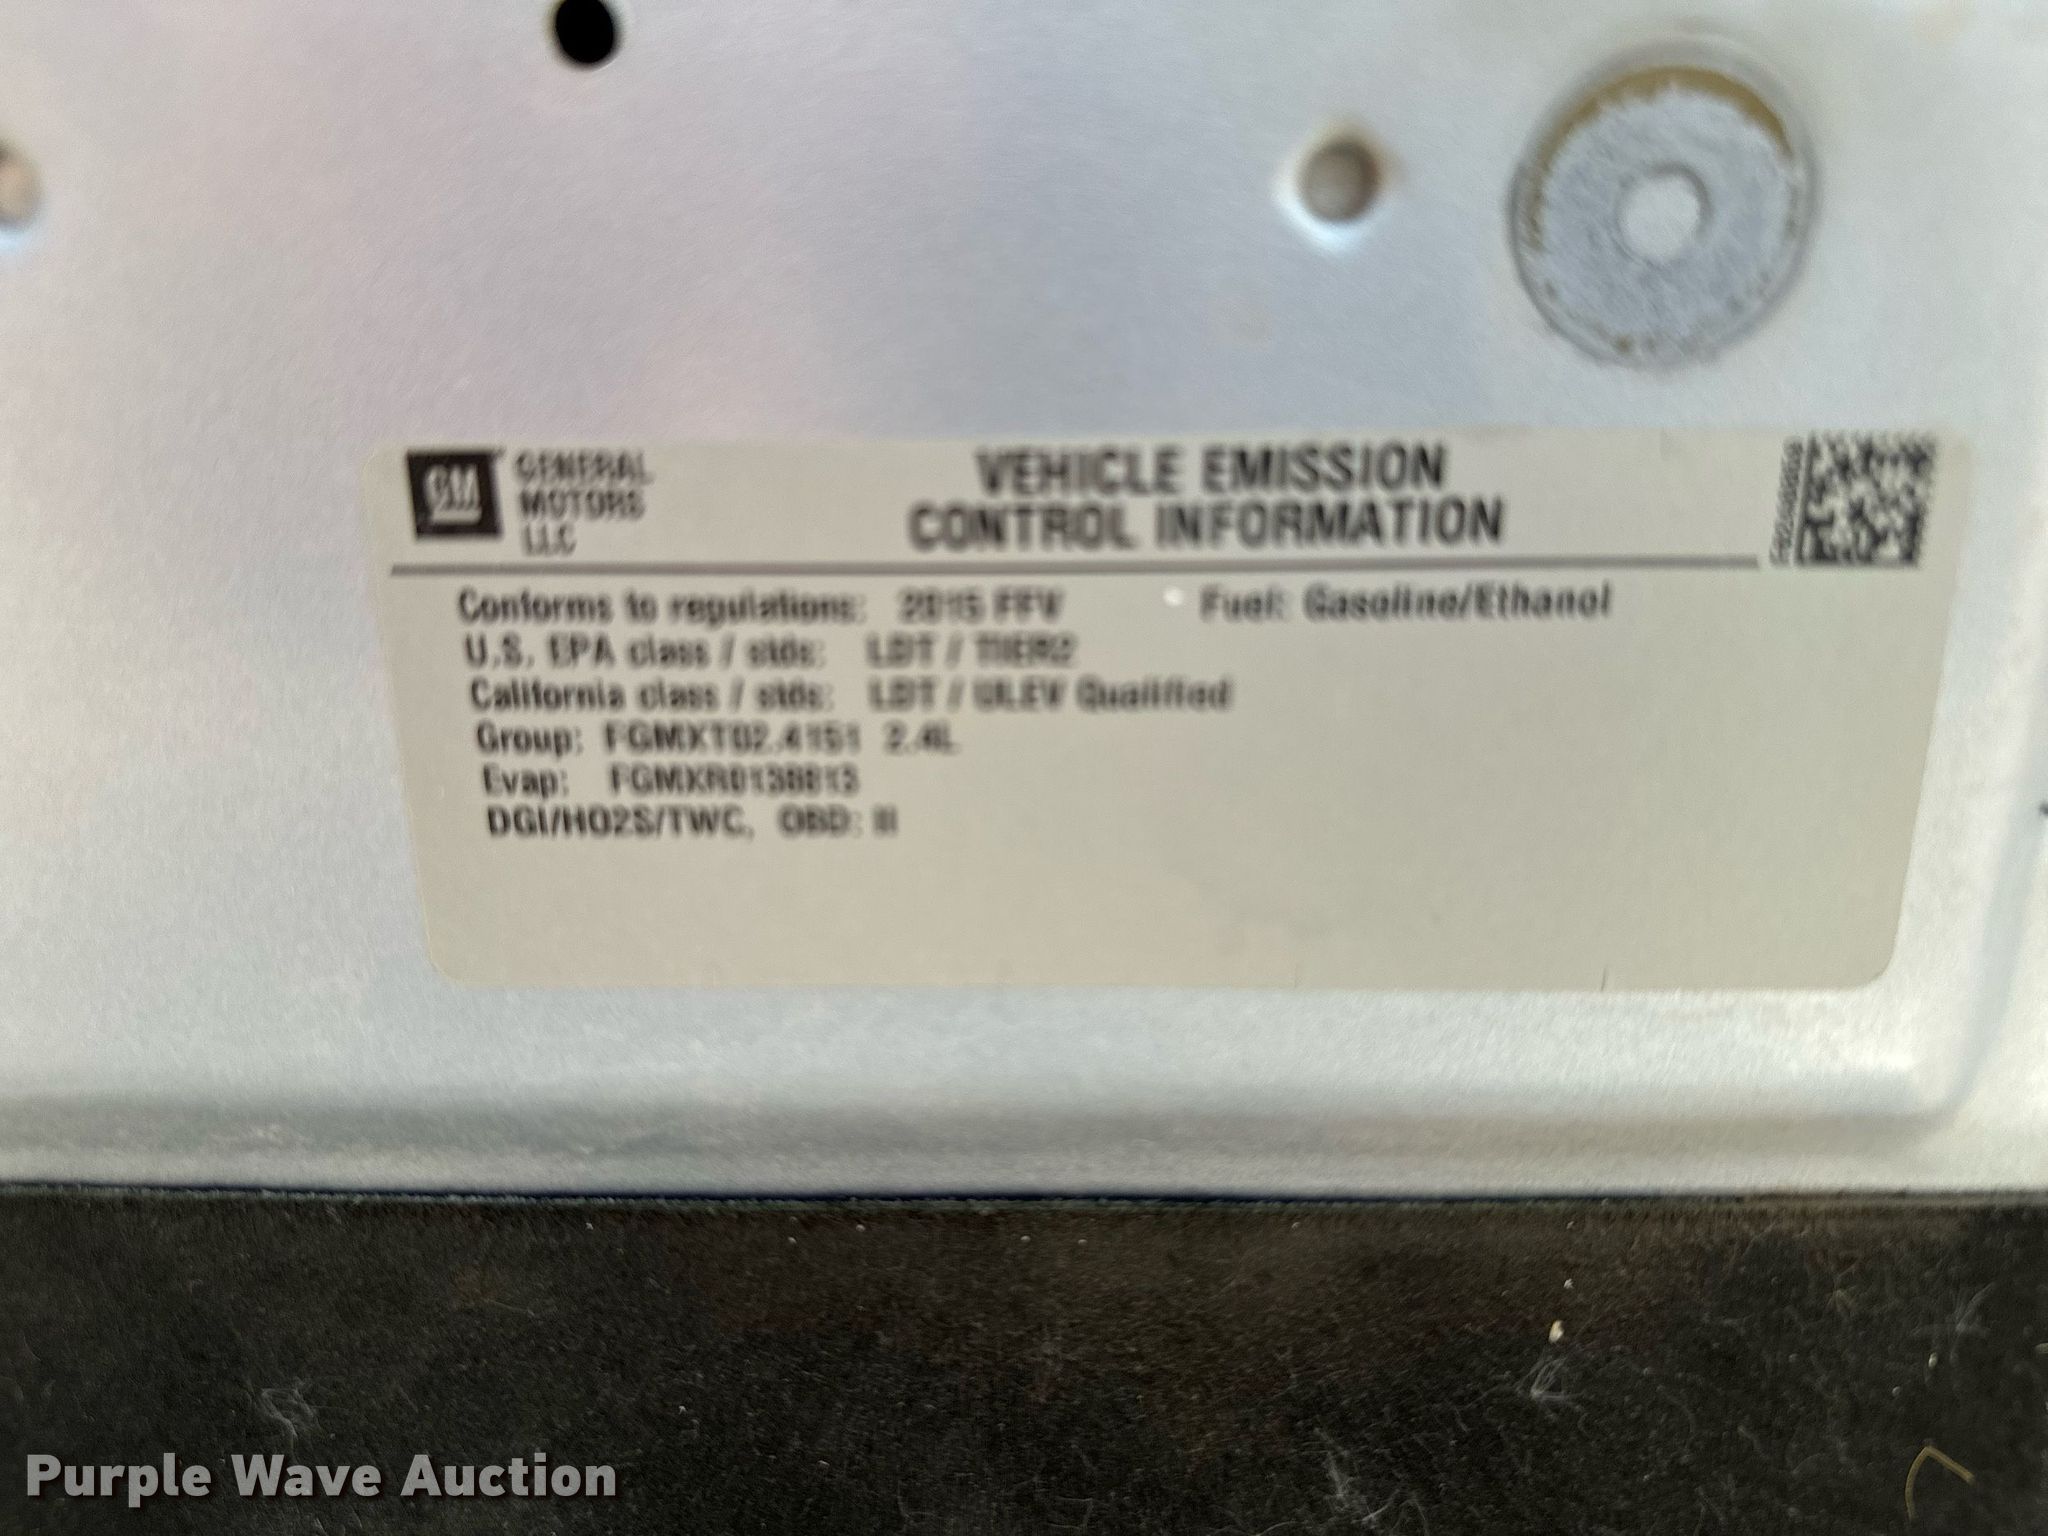 GM GENERAL MOTORS LLC
VEHICLE EMISSION
CONTROL INFORMATION
Conforms to regulations: 2015 FFV Fuel: Gasoline/Ethanol
U.S. EPA class / stds: LDT / TIER2
California class / stds: LDT / ULEV Qualified
Group: FGMXT02.4151 2.4L
Evap: FGMXR0138813
DGI/HO2S/TWC, OBD: II
Purple Wave Auction